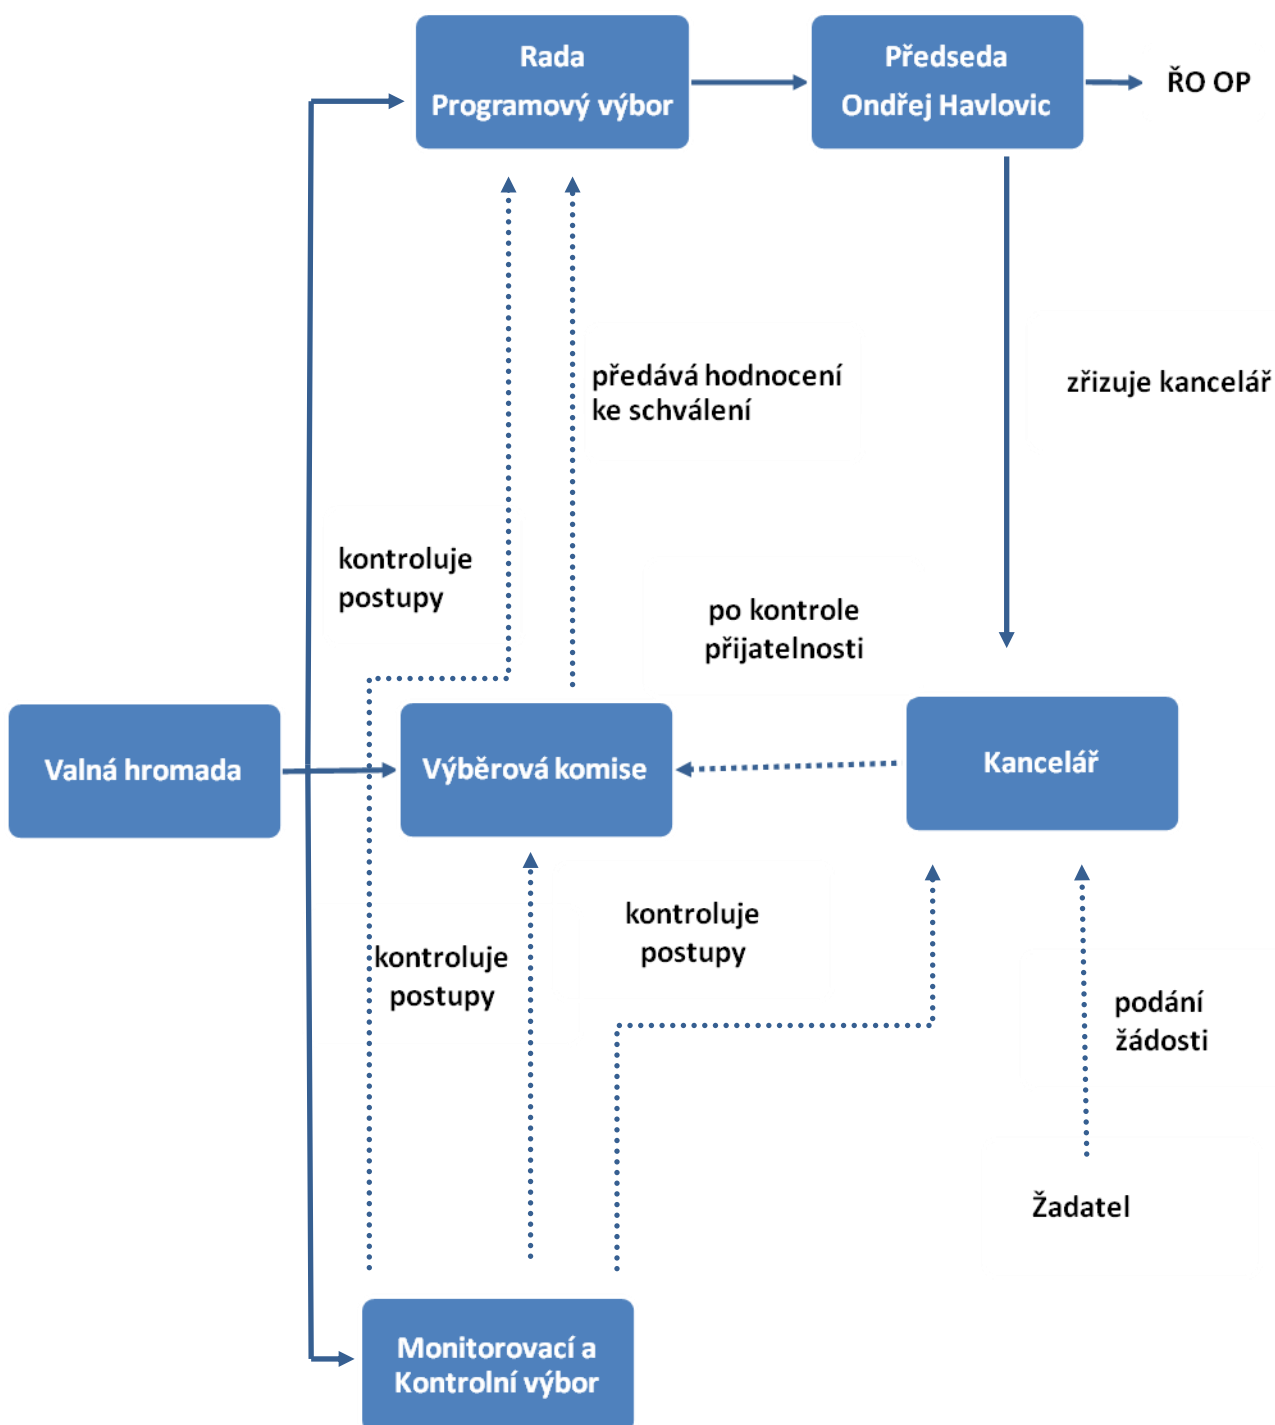 Rada
Programový výbor
Předseda
Ondřej Havlovic
ŘO OP
předává hodnocení
ke schválení
zřizuje kancelář
kontroluje
postupy
po kontrole
přijatelnosti
Valná hromada
Výběrová komise
Kancelář
kontroluje
postupy
kontroluje
postupy
podání
žádosti
Žadatel
Monitorovací a
Kontrolní výbor